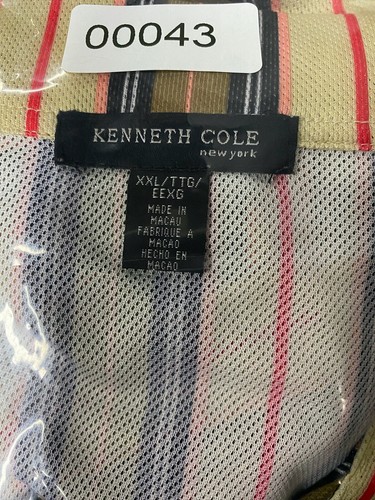 00043
KENNETH COLE
new york
XXL/TTG/
EEXG
MADE IN
MACAU
FABRIQUE A
MACAO
HECHO EN
MACAO